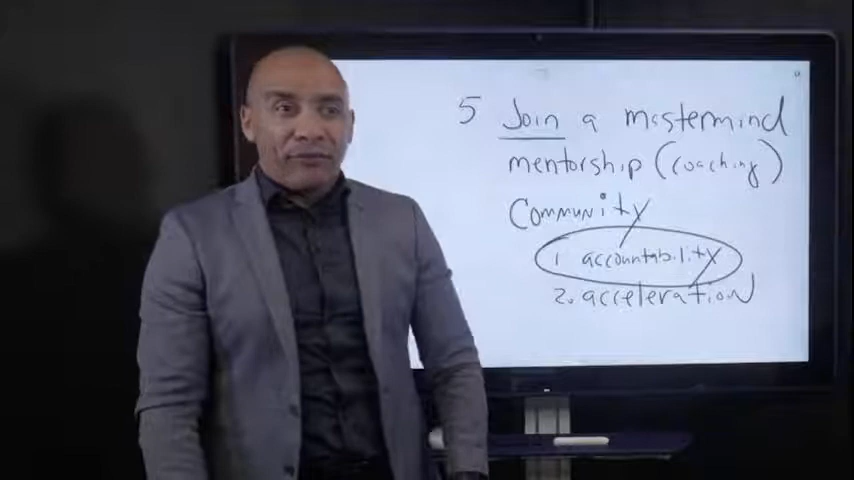 5 Join a mastermind
mentorship (coaching)
Community
1 accountability
2. acceleration